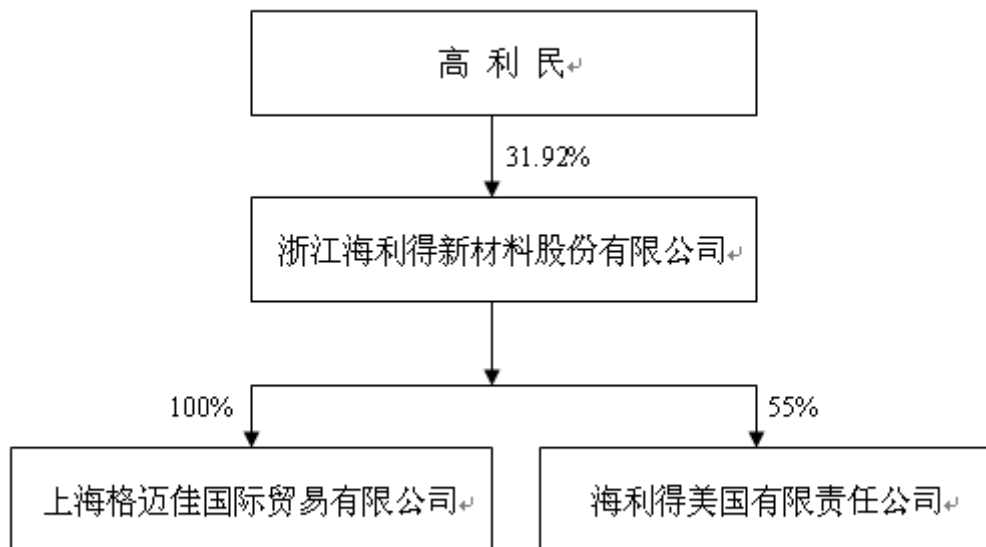 高 利 民
31.92%
浙江海利得新材料股份有限公司
100%
55%
上海格迈佳国际贸易有限公司
海利得美国有限责任公司